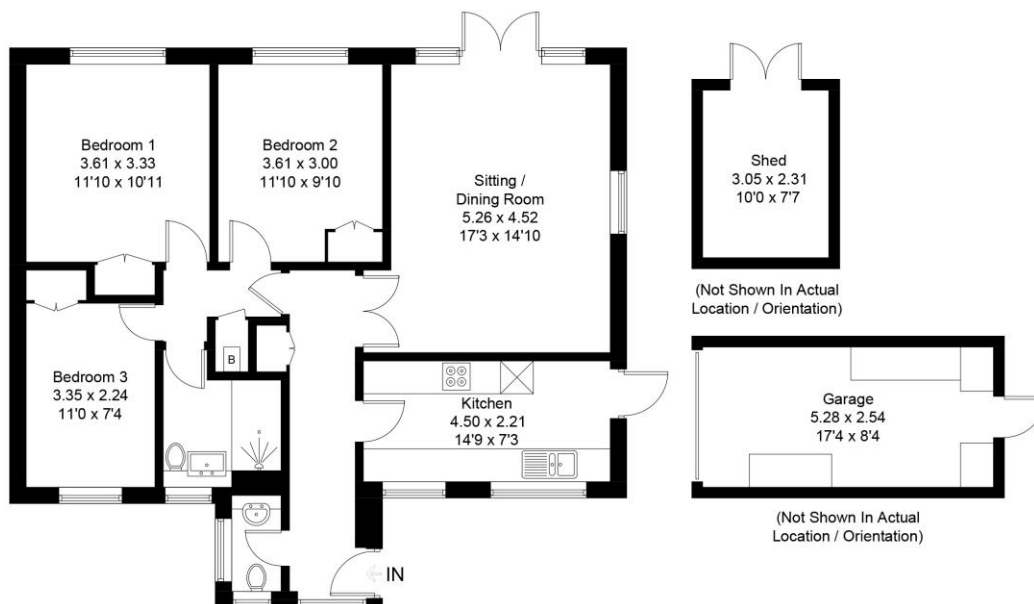 Bedroom 1
3.61 x 3.33
11'10 x 10'11
Bedroom 2
3.61 x 3.00
11'10 x 9'10
Sitting /
Dining Room
5.26 x 4.52
17'3 x 14'10
Shed
3.05 x 2.31
10'0 x 7'7
(Not Shown In Actual
Location / Orientation)
B
Bedroom 3
3.35 x 2.24
11'0 x 7'4
Kitchen
4.50 x 2.21
14'9 x 7'3
Garage
5.28 x 2.54
17'4 x 8'4
(Not Shown In Actual
Location / Orientation)
IN